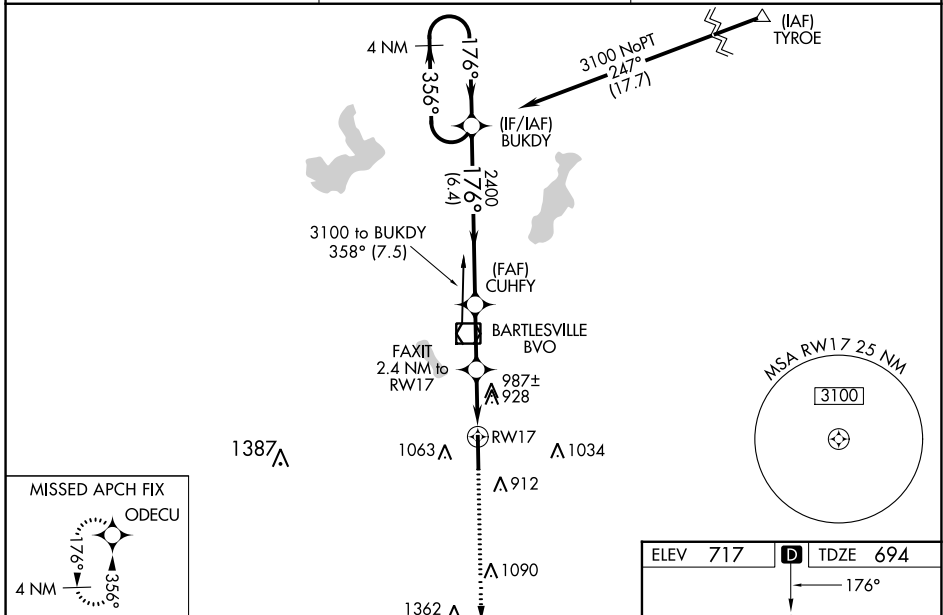 4 NM
176°
356°
(IAF)
TYROE
3100 NoPT
247°
(17.7)
(IF/IAF)
BUKDY
2400
176°
(6.4)
3100 to BUKDY
358° (7.5)
(FAF)
CUHFY
BARTLESVILLE
BVO
FAXIT
2.4 NM to
RW17
987±
928
RW17
1387
1063
1034
912
1090
1362
MSA RW17 25 NM
3100
MISSED APCH FIX
ODECU
176°
356°
4 NM
ELEV 717 D TDZE 694
176°